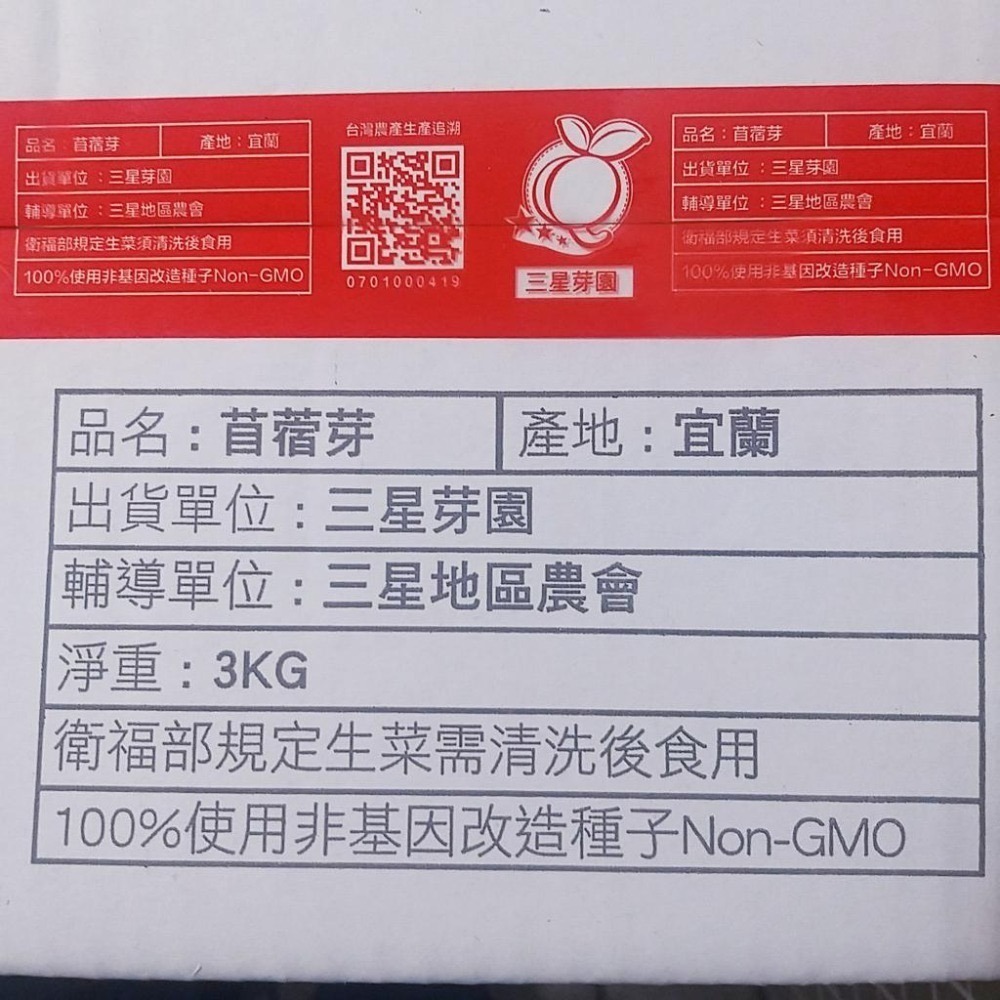 品名：苜蓿芽 產地：宜蘭
出貨單位：三星芽園
輔導單位：三星地區農會
衛福部規定生菜須清洗後食用
100%使用非基因改造種子Non-GMO
台灣農產生產追溯
0701000419
三星芽園
品名：苜蓿芽 產地：宜蘭
出貨單位：三星芽園
輔導單位：三星地區農會
衛福部規定生菜須清洗後食用
100%使用非基因改造種子Non-GMO
品名：苜蓿芽 產地：宜蘭
出貨單位：三星芽園
輔導單位：三星地區農會
淨重：3KG
衛福部規定生菜需清洗後食用
100%使用非基因改造種子Non-GMO